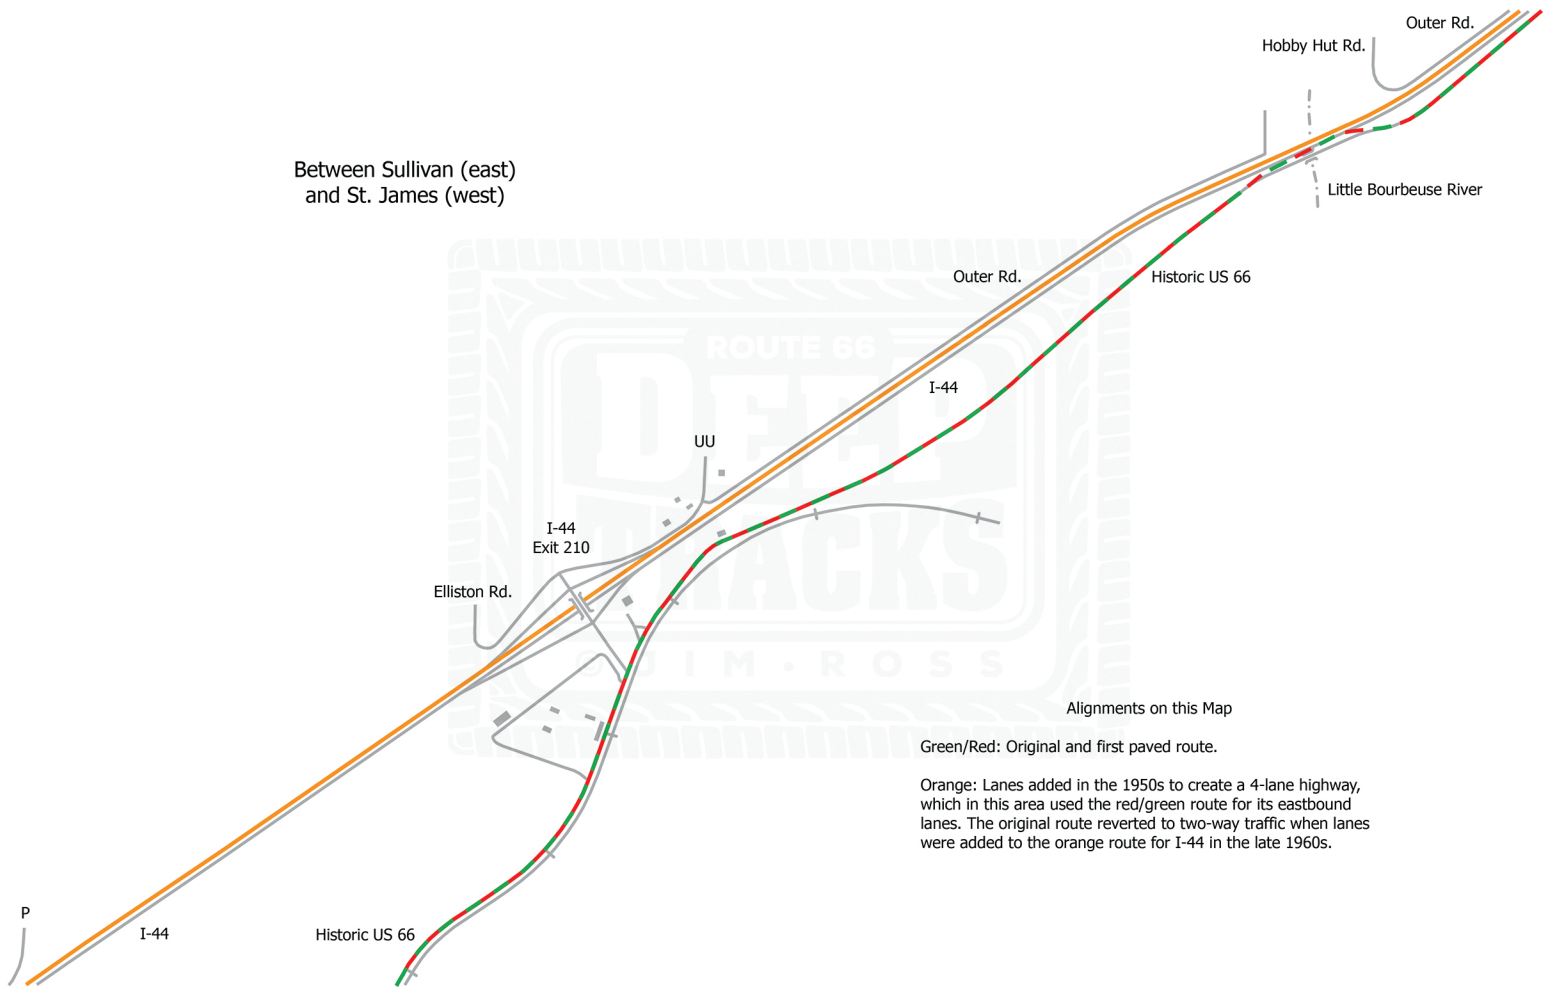 Outer Rd.
Hobby Hut Rd.
Between Sullivan (east)
and St. James (west)
Little Bourbeuse River
Outer Rd.
Historic US 66
ROUTE 66
DEEP
TRACKS
@JIM•ROSS
I-44
UU
I-44
Exit 210
Elliston Rd.
Alignments on this Map
Green/Red: Original and first paved route.
Orange: Lanes added in the 1950s to create a 4-lane highway,
which in this area used the red/green route for its eastbound
lanes. The original route reverted to two-way traffic when lanes
were added to the orange route for I-44 in the late 1960s.
P
I-44
Historic US 66